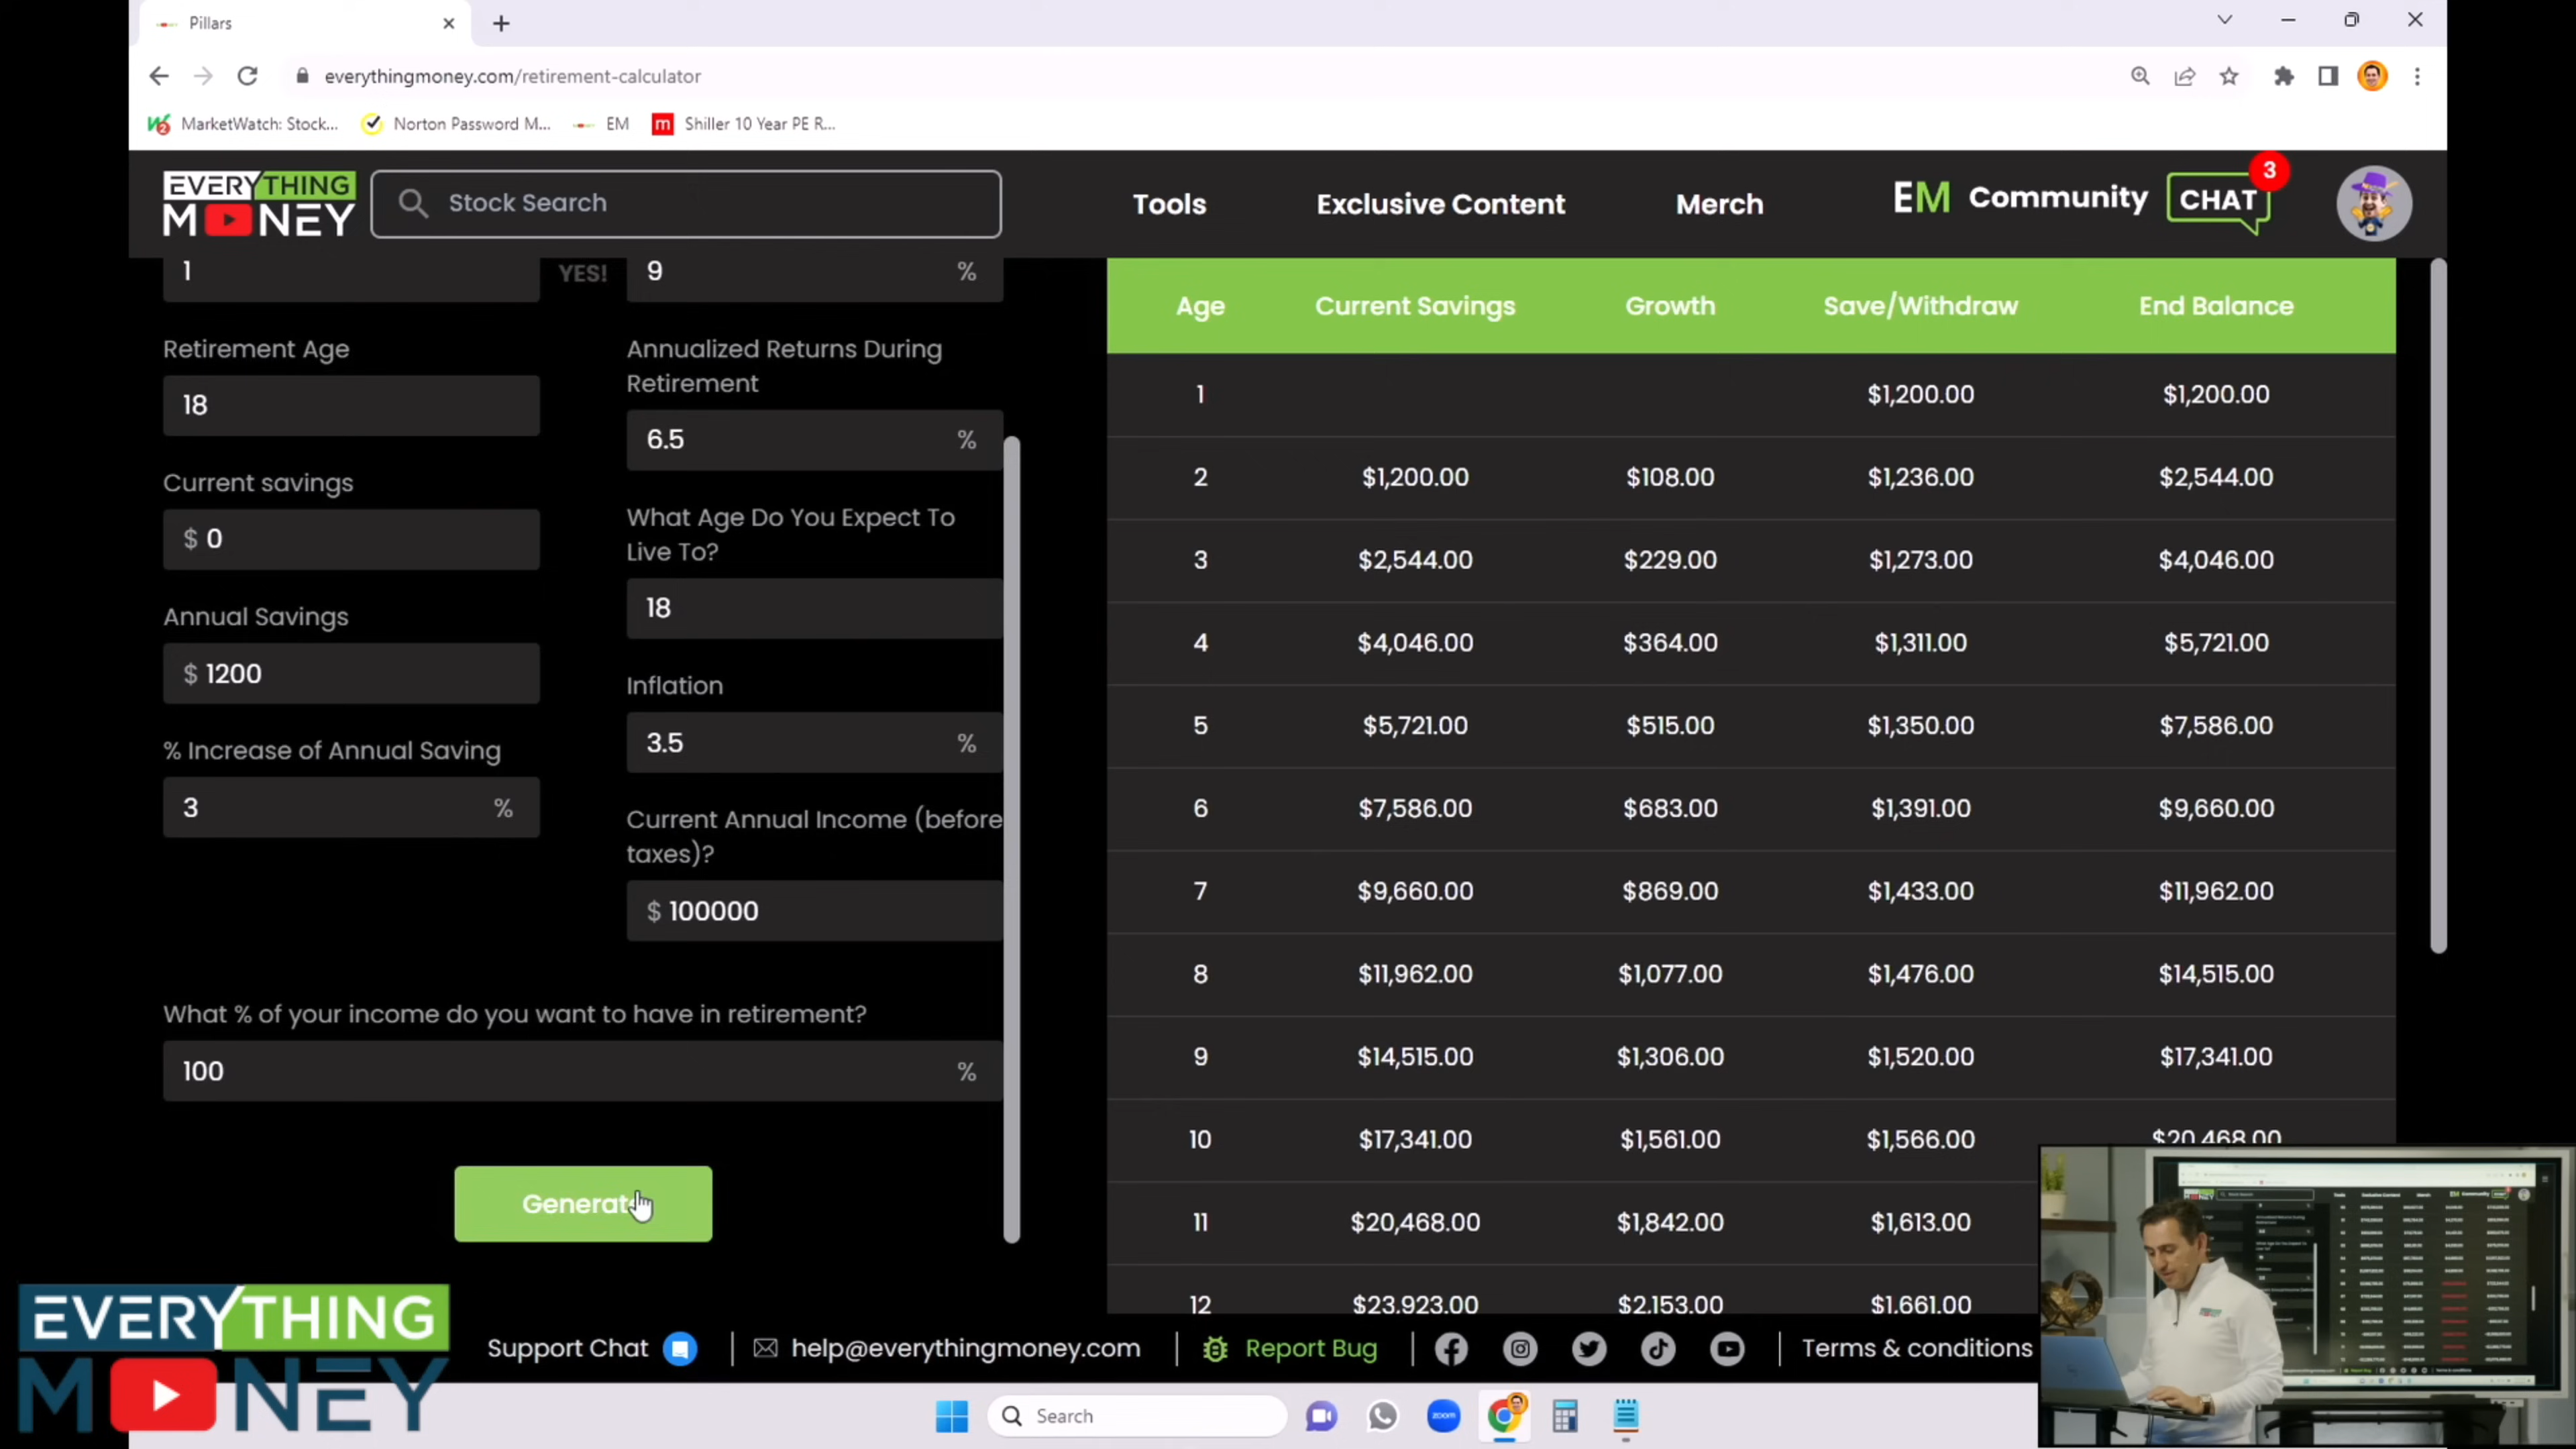 Pillars
everythingmoney.com/retirement-calculator
MarketWatch: Stock...
Norton Password M...
EM
Shiller 10 Year PE R...
EVERYTHING
MONEY
Stock Search
Tools
Exclusive Content
Merch
EM Community
CHAT
3
1
YES!
9 %
Retirement Age
18
Current savings
$ 0
Annual Savings
$ 1200
% Increase of Annual Saving
3 %
Annualized Returns During
Retirement
6.5 %
What Age Do You Expect To
Live To?
18
Inflation
3.5 %
Current Annual Income (before
taxes)?
$ 100000
What % of your income do you want to have in retirement?
100 %
Generate
Age Current Savings Growth Save/Withdraw End Balance
1 $1,200.00 $1,200.00
2 $1,200.00 $108.00 $1,236.00 $2,544.00
3 $2,544.00 $229.00 $1,273.00 $4,046.00
4 $4,046.00 $364.00 $1,311.00 $5,721.00
5 $5,721.00 $515.00 $1,350.00 $7,586.00
6 $7,586.00 $683.00 $1,391.00 $9,660.00
7 $9,660.00 $869.00 $1,433.00 $11,962.00
8 $11,962.00 $1,077.00 $1,476.00 $14,515.00
9 $14,515.00 $1,306.00 $1,520.00 $17,341.00
10 $17,341.00 $1,561.00 $1,566.00 $20,468.00
11 $20,468.00 $1,842.00 $1,613.00
12 $23,923.00 $2,153.00 $1,661.00
EVERYTHING
MONEY
Support Chat
help@everythingmoney.com
Report Bug
Terms & conditions
Search
zoom